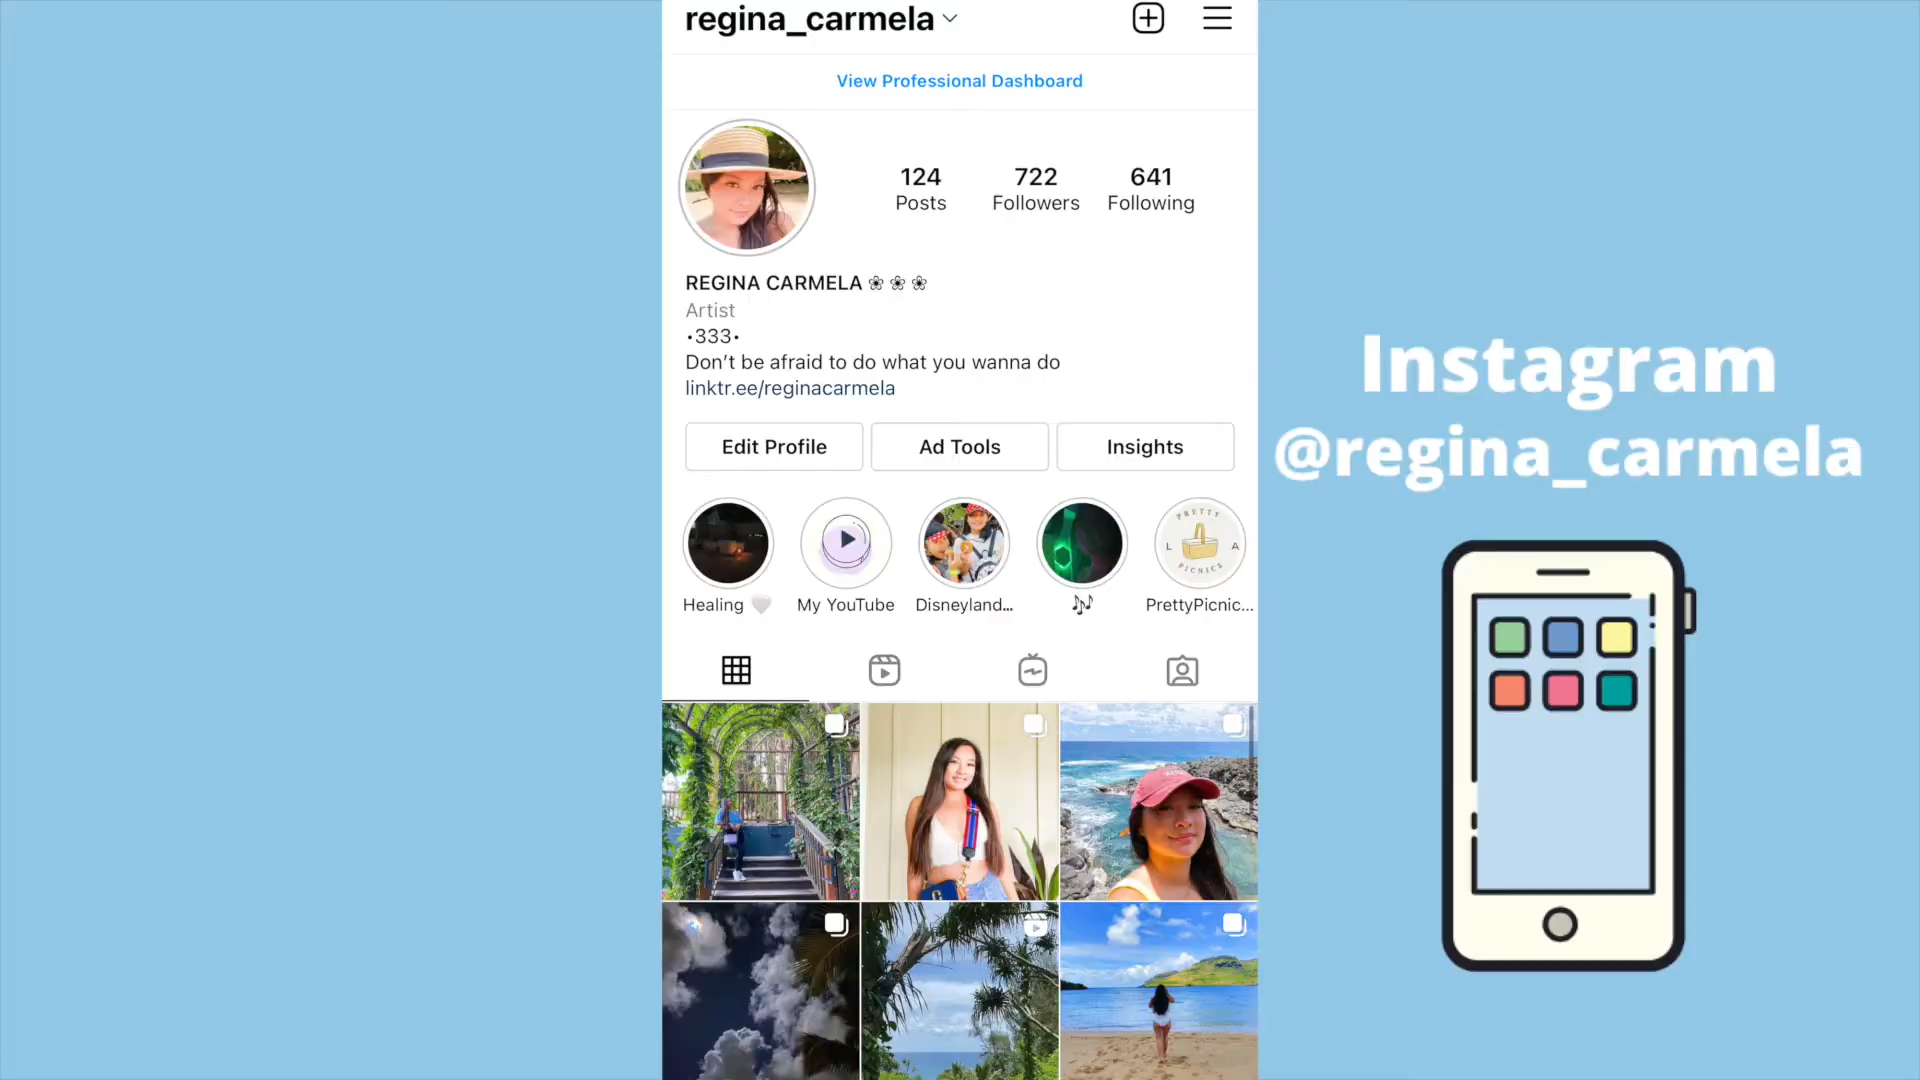 regina_carmela
View Professional Dashboard
124
Posts
722
Followers
641
Following
REGINA CARMELA ❀ ❀ ❀
Artist
•333•
Don't be afraid to do what you wanna do
linktr.ee/reginacarmela
Edit Profile
Ad Tools
Insights
PRETTY
L A
PICNICS
Healing 🤍
My YouTube
Disneyland...
🎶
PrettyPicnic...
Instagram
@regina_carmela